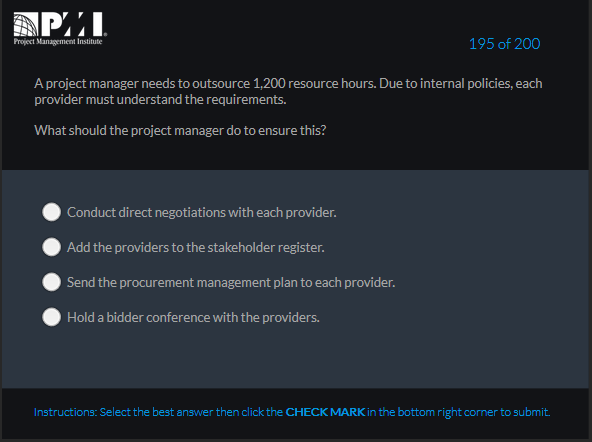 PMI
Project Management Institute
195 of 200
A project manager needs to outsource 1,200 resource hours. Due to internal policies, each
provider must understand the requirements.
What should the project manager do to ensure this?
Conduct direct negotiations with each provider.
Add the providers to the stakeholder register.
Send the procurement management plan to each provider.
Hold a bidder conference with the providers.
Instructions: Select the best answer then click the CHECK MARK in the bottom right corner to submit.